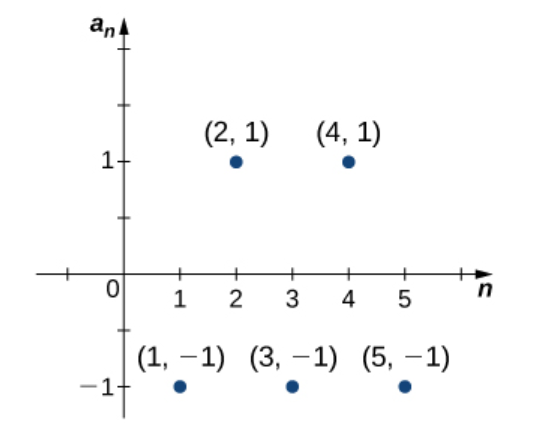 aₙ
(2, 1) (4, 1)
1
0 1 2 3 4 5 n
(1, −1) (3, −1) (5, −1)
−1